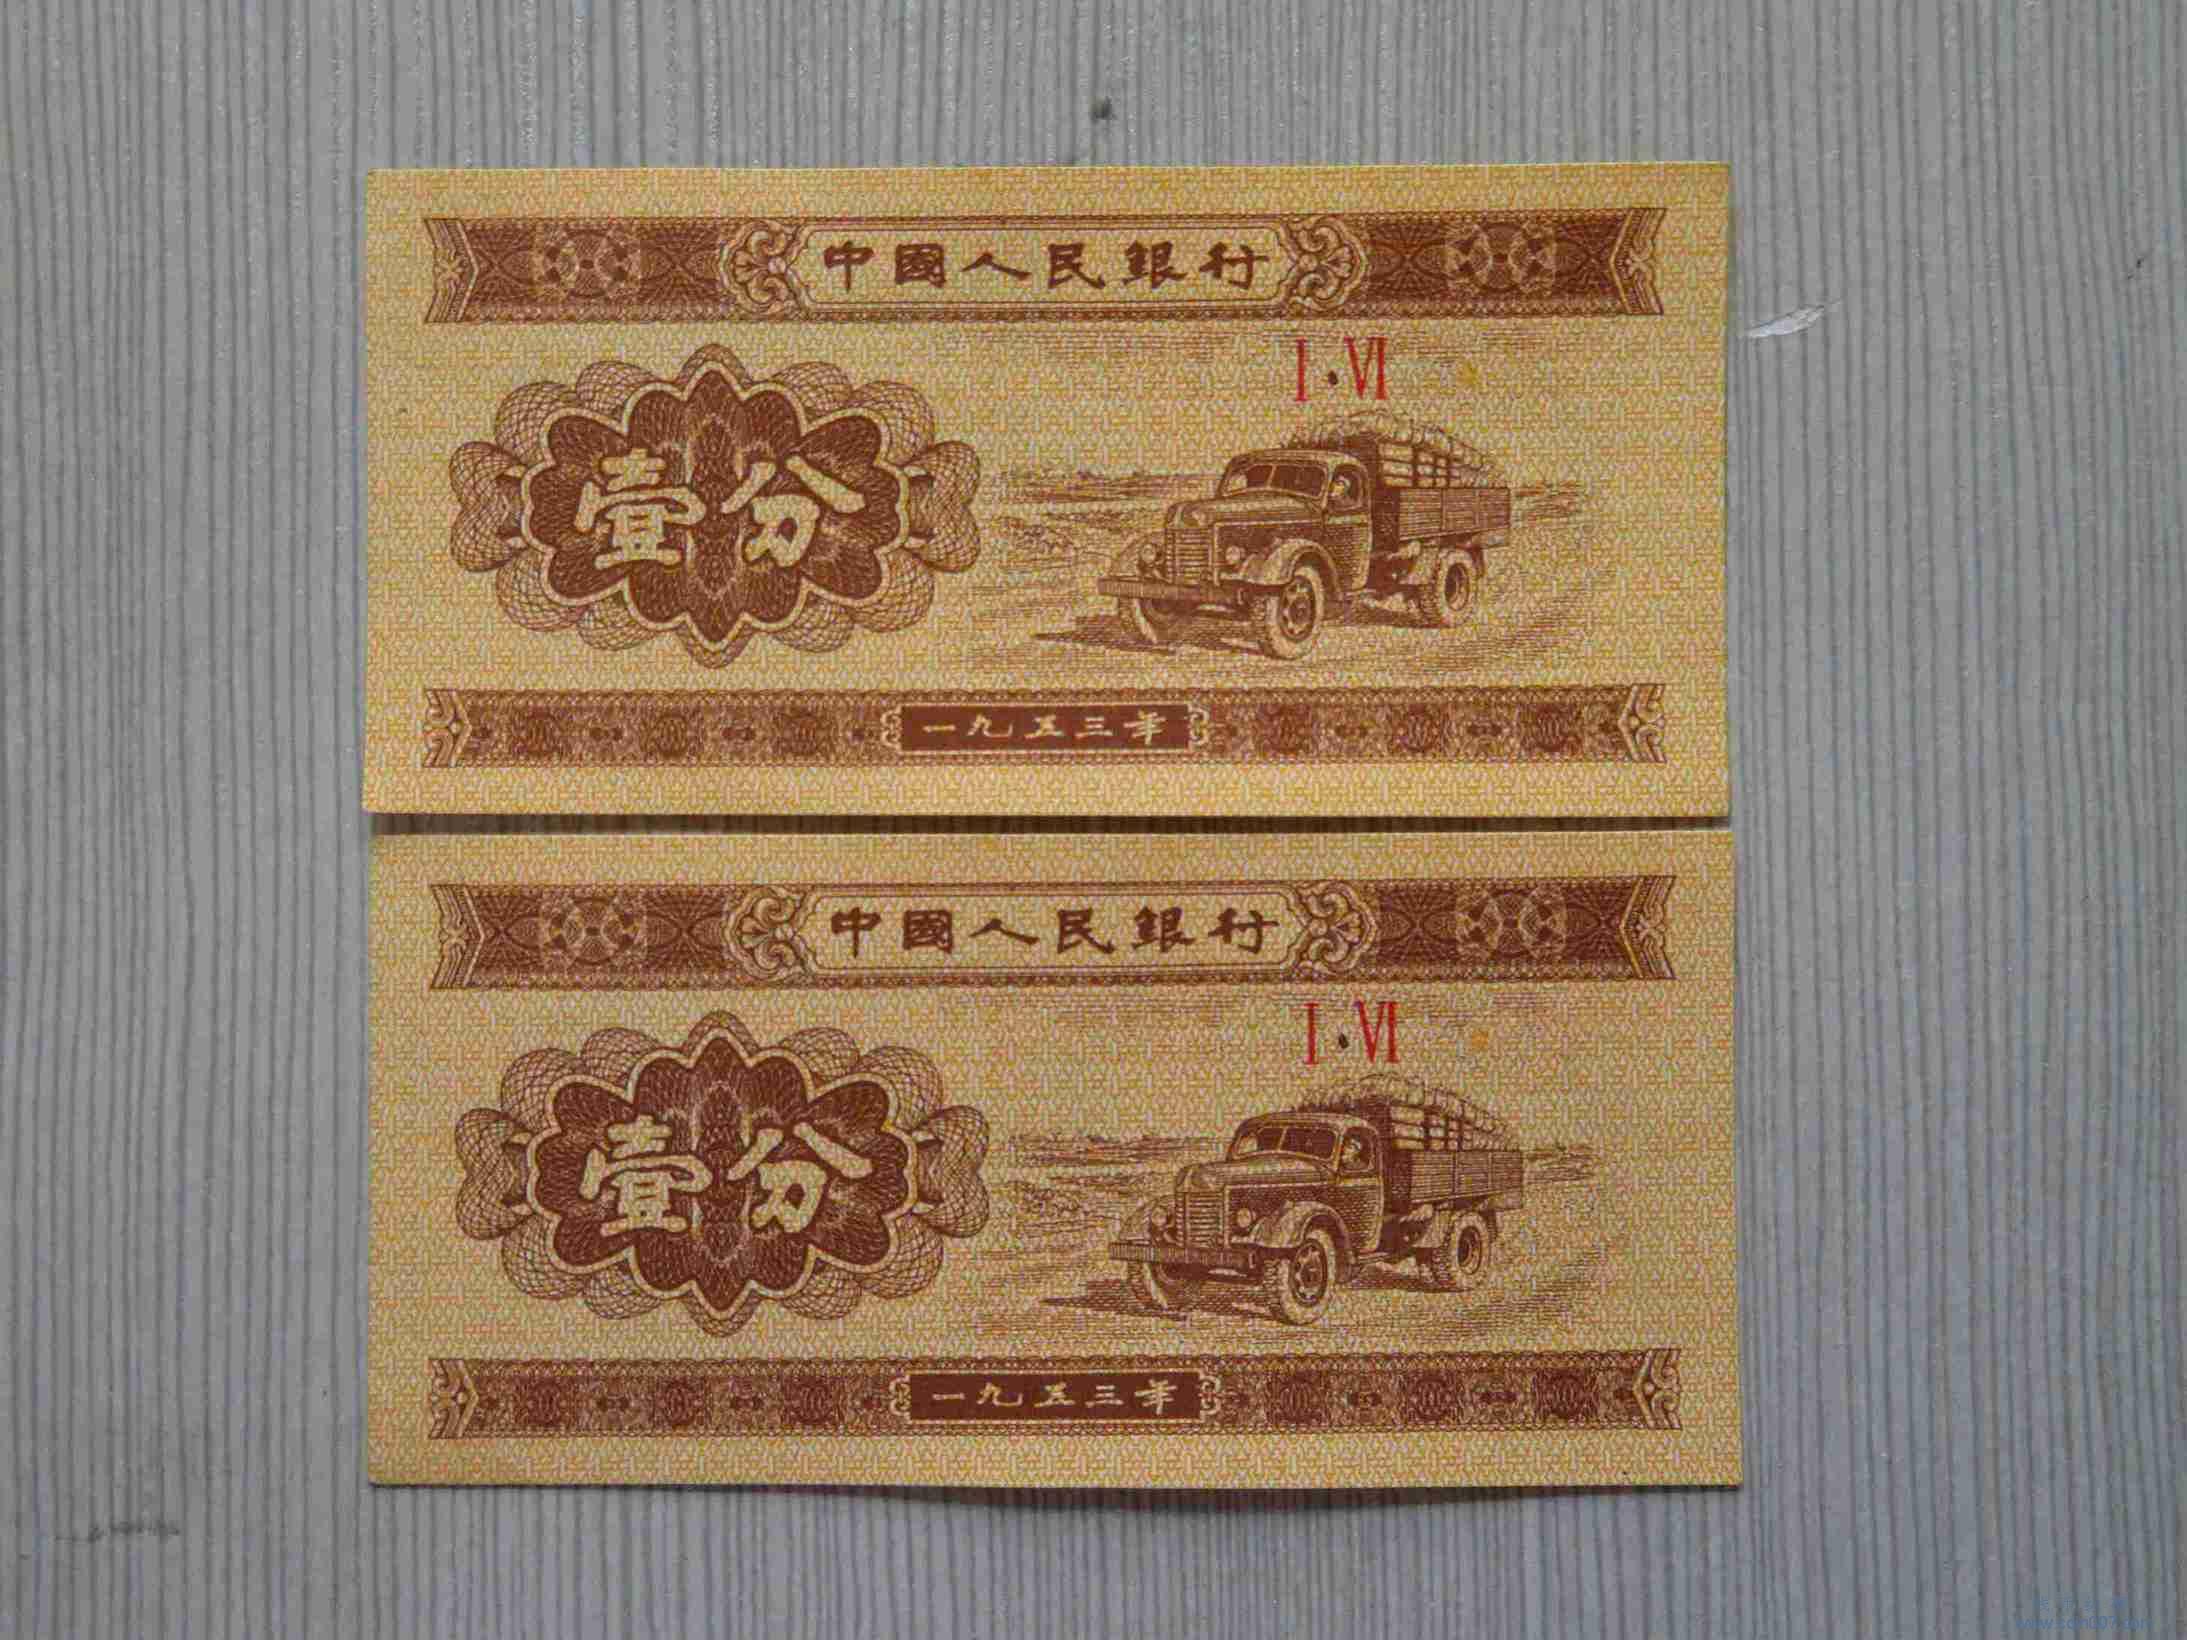 中國人民銀行
I·VI
壹分
一九五三年
中國人民銀行
I·VI
壹分
一九五三年